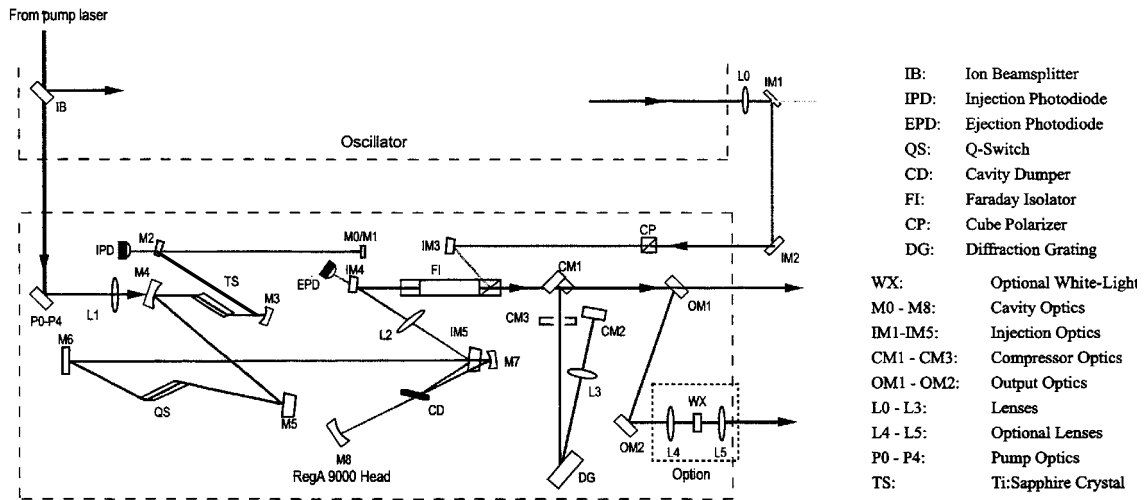 From pump laser
IB
Oscillator
L0
IM1
IM2
CP
IM3
IPD
M2
M0/M1
EPD
IM4
FI
CM1
OM1
M4
TS
M3
P0-P4
L1
L2
CM3
CM2
M6
IM5
M7
L3
QS
M5
CD
WX
M8
OM2
L4
L5
RegA 9000 Head
DG
Option
IB: Ion Beamsplitter
IPD: Injection Photodiode
EPD: Ejection Photodiode
QS: Q-Switch
CD: Cavity Dumper
FI: Faraday Isolator
CP: Cube Polarizer
DG: Diffraction Grating
WX: Optional White-Light
M0 - M8: Cavity Optics
IM1-IM5: Injection Optics
CM1 - CM3: Compressor Optics
OM1 - OM2: Output Optics
L0 - L3: Lenses
L4 - L5: Optional Lenses
P0 - P4: Pump Optics
TS: Ti:Sapphire Crystal